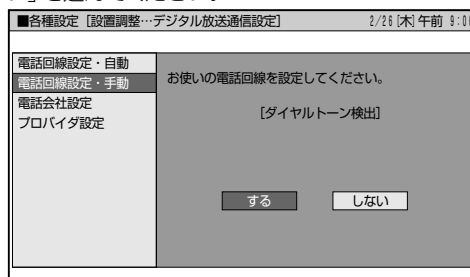 ■各種設定［設置調整…デジタル放送通信設定］ 2/26[木]午前 9:0
電話回線設定・自動
電話回線設定・手動
電話会社設定
プロバイダ設定
お使いの電話回線を設定してください。
［ダイヤルトーン検出］
する しない